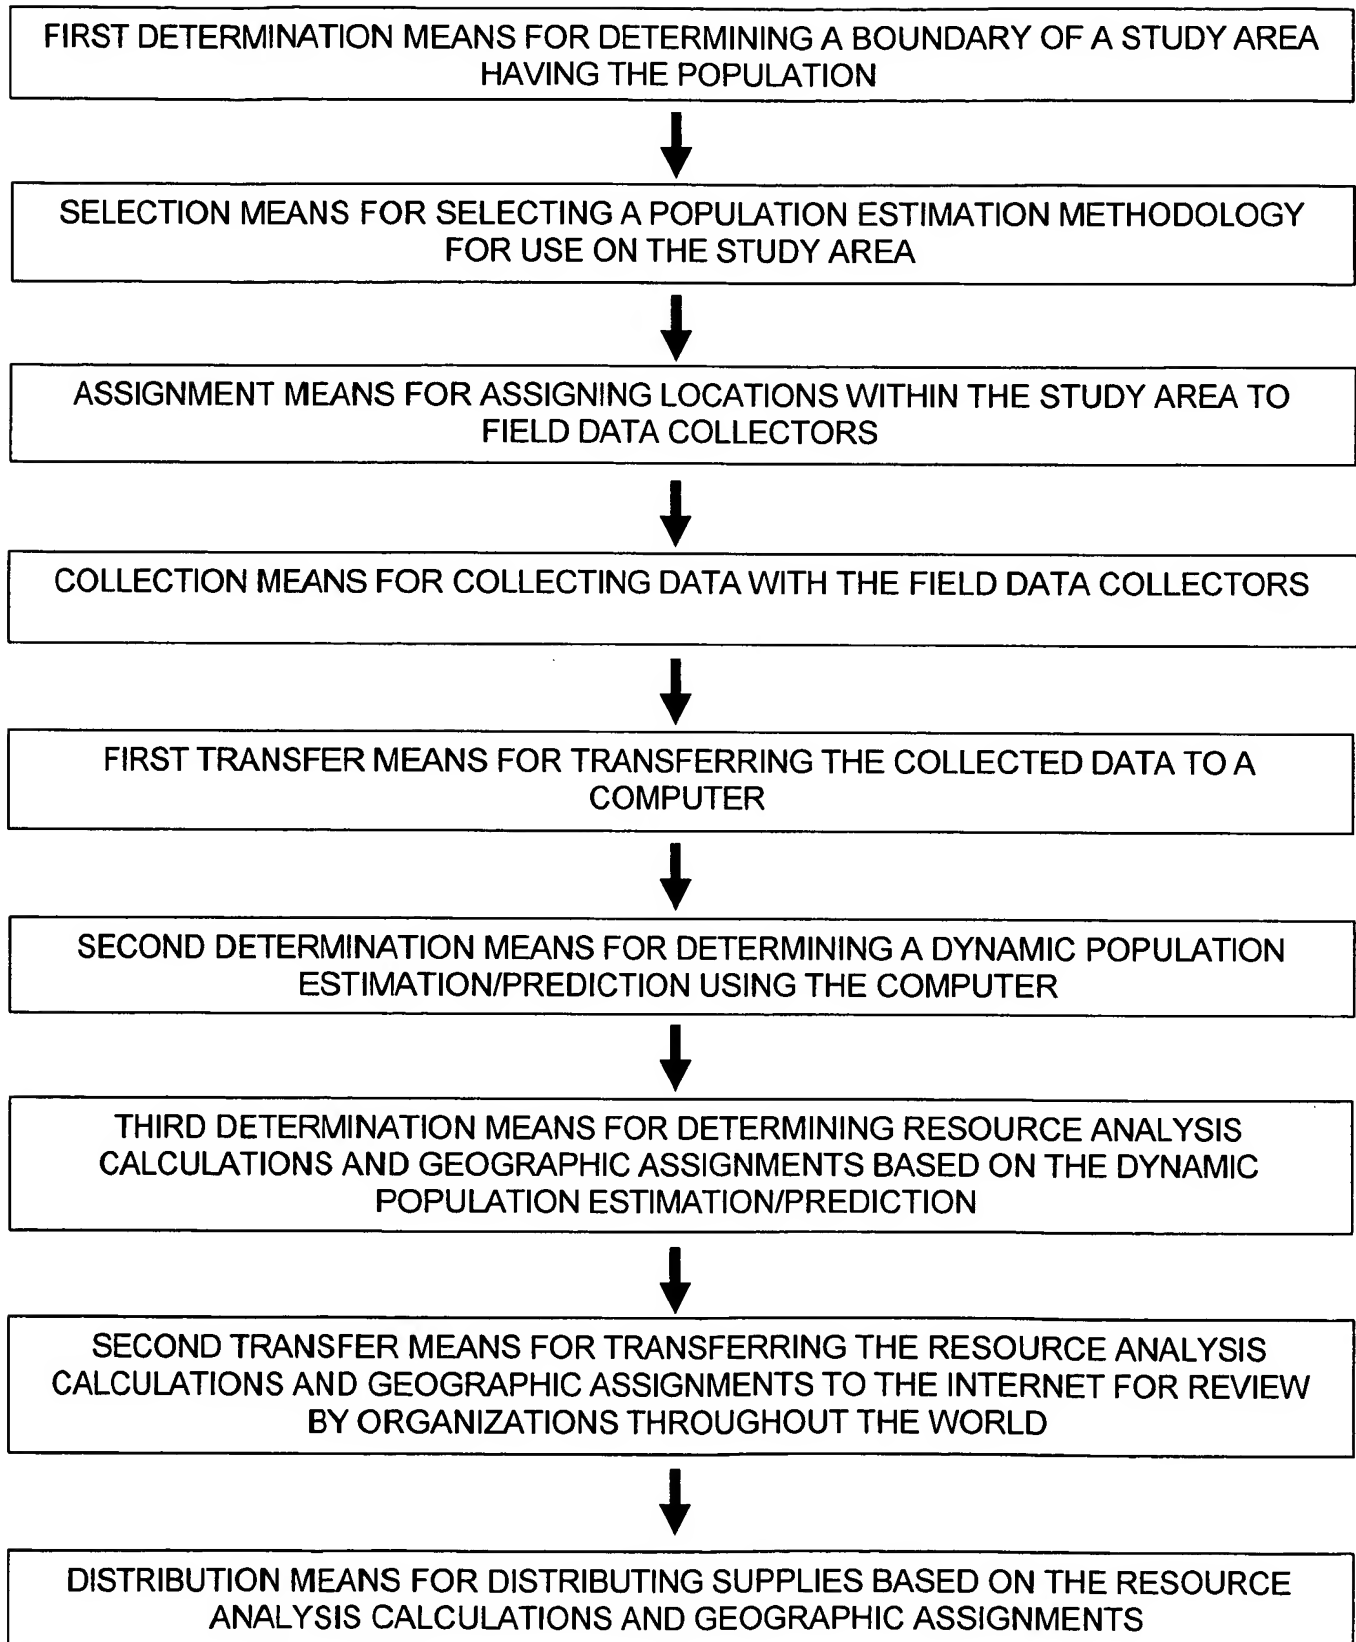 FIRST DETERMINATION MEANS FOR DETERMINING A BOUNDARY OF A STUDY AREA
HAVING THE POPULATION
SELECTION MEANS FOR SELECTING A POPULATION ESTIMATION METHODOLOGY
FOR USE ON THE STUDY AREA
ASSIGNMENT MEANS FOR ASSIGNING LOCATIONS WITHIN THE STUDY AREA TO
FIELD DATA COLLECTORS
COLLECTION MEANS FOR COLLECTING DATA WITH THE FIELD DATA COLLECTORS
FIRST TRANSFER MEANS FOR TRANSFERRING THE COLLECTED DATA TO A
COMPUTER
SECOND DETERMINATION MEANS FOR DETERMINING A DYNAMIC POPULATION
ESTIMATION/PREDICTION USING THE COMPUTER
THIRD DETERMINATION MEANS FOR DETERMINING RESOURCE ANALYSIS
CALCULATIONS AND GEOGRAPHIC ASSIGNMENTS BASED ON THE DYNAMIC
POPULATION ESTIMATION/PREDICTION
SECOND TRANSFER MEANS FOR TRANSFERRING THE RESOURCE ANALYSIS
CALCULATIONS AND GEOGRAPHIC ASSIGNMENTS TO THE INTERNET FOR REVIEW
BY ORGANIZATIONS THROUGHOUT THE WORLD
DISTRIBUTION MEANS FOR DISTRIBUTING SUPPLIES BASED ON THE RESOURCE
ANALYSIS CALCULATIONS AND GEOGRAPHIC ASSIGNMENTS